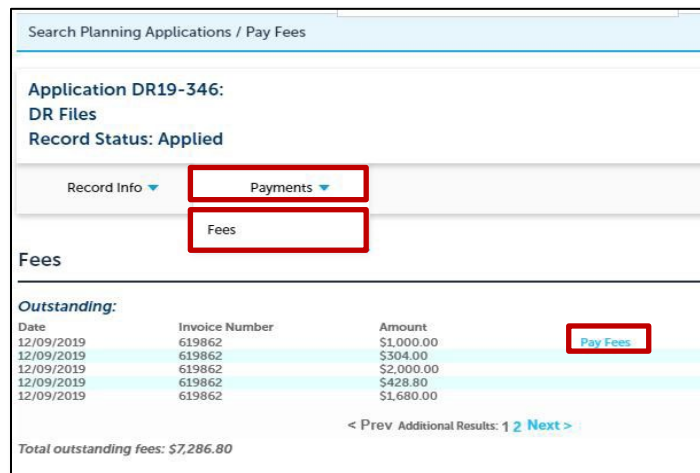 Search Planning Applications / Pay Fees
Application DR19-346:
DR Files
Record Status: Applied
Record Info Payments
Fees
Fees
Outstanding:
Date Invoice Number Amount
12/09/2019 619862 $1,000.00 Pay Fees
12/09/2019 619862 $304.00
12/09/2019 619862 $2,000.00
12/09/2019 619862 $428.80
12/09/2019 619862 $1,680.00
< Prev Additional Results: 1 2 Next >
Total outstanding fees: $7,286.80